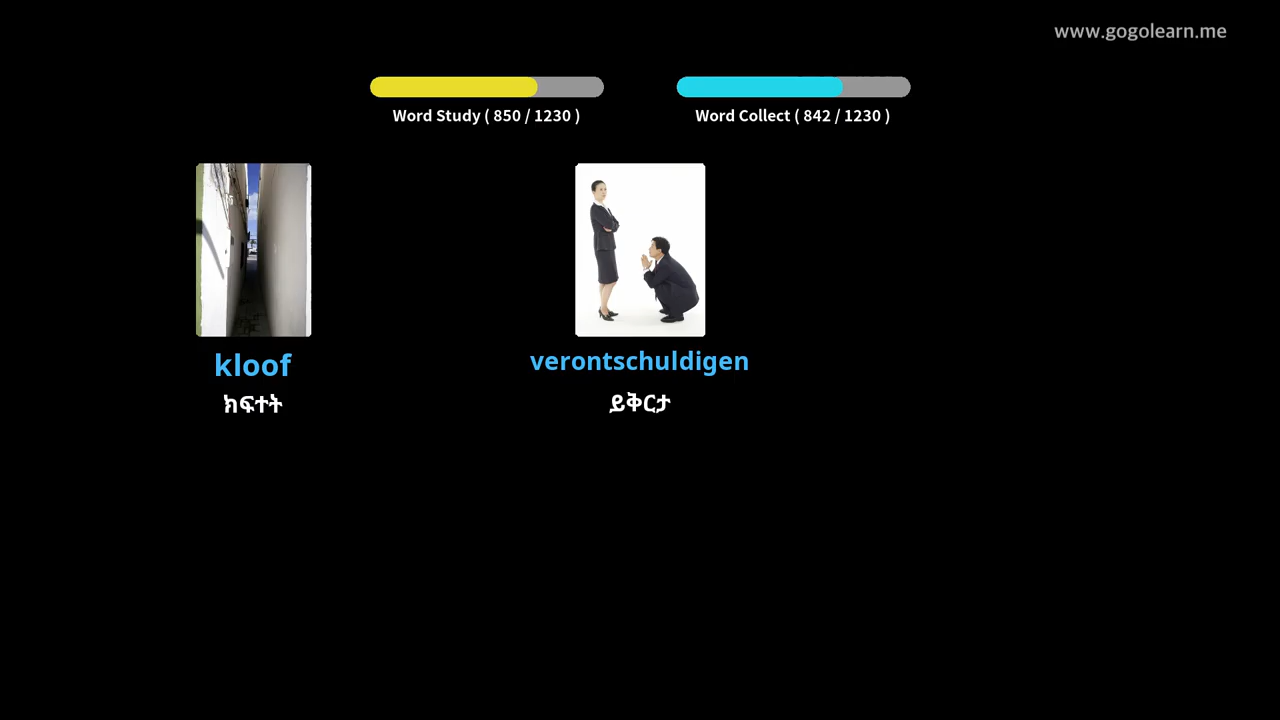 www.gogolearn.me
Word Study ( 850 / 1230 )
Word Collect ( 842 / 1230 )
kloof
verontschuldigen
ክፍተት
ይቅርታ